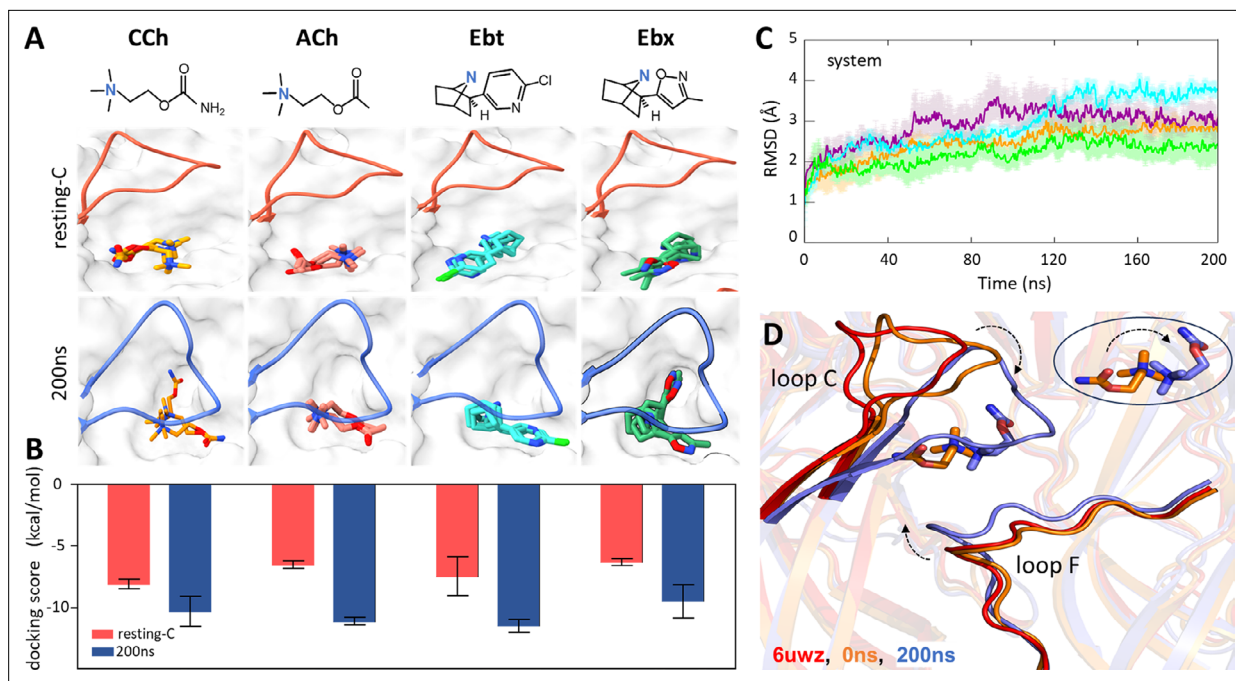 A
CCh
ACh
Ebt
Ebx
N
O
O
NH₂
N
O
O
N
Cl
N
H
N
O
N
H
resting-C
200ns
B
docking score (kcal/mol)
0
-5
-10
resting-C
200ns
C
system
RMSD (Å)
5
4
3
2
1
0
0
40
80
120
160
200
Time (ns)
D
loop C
loop F
6uwz, 0ns, 200ns